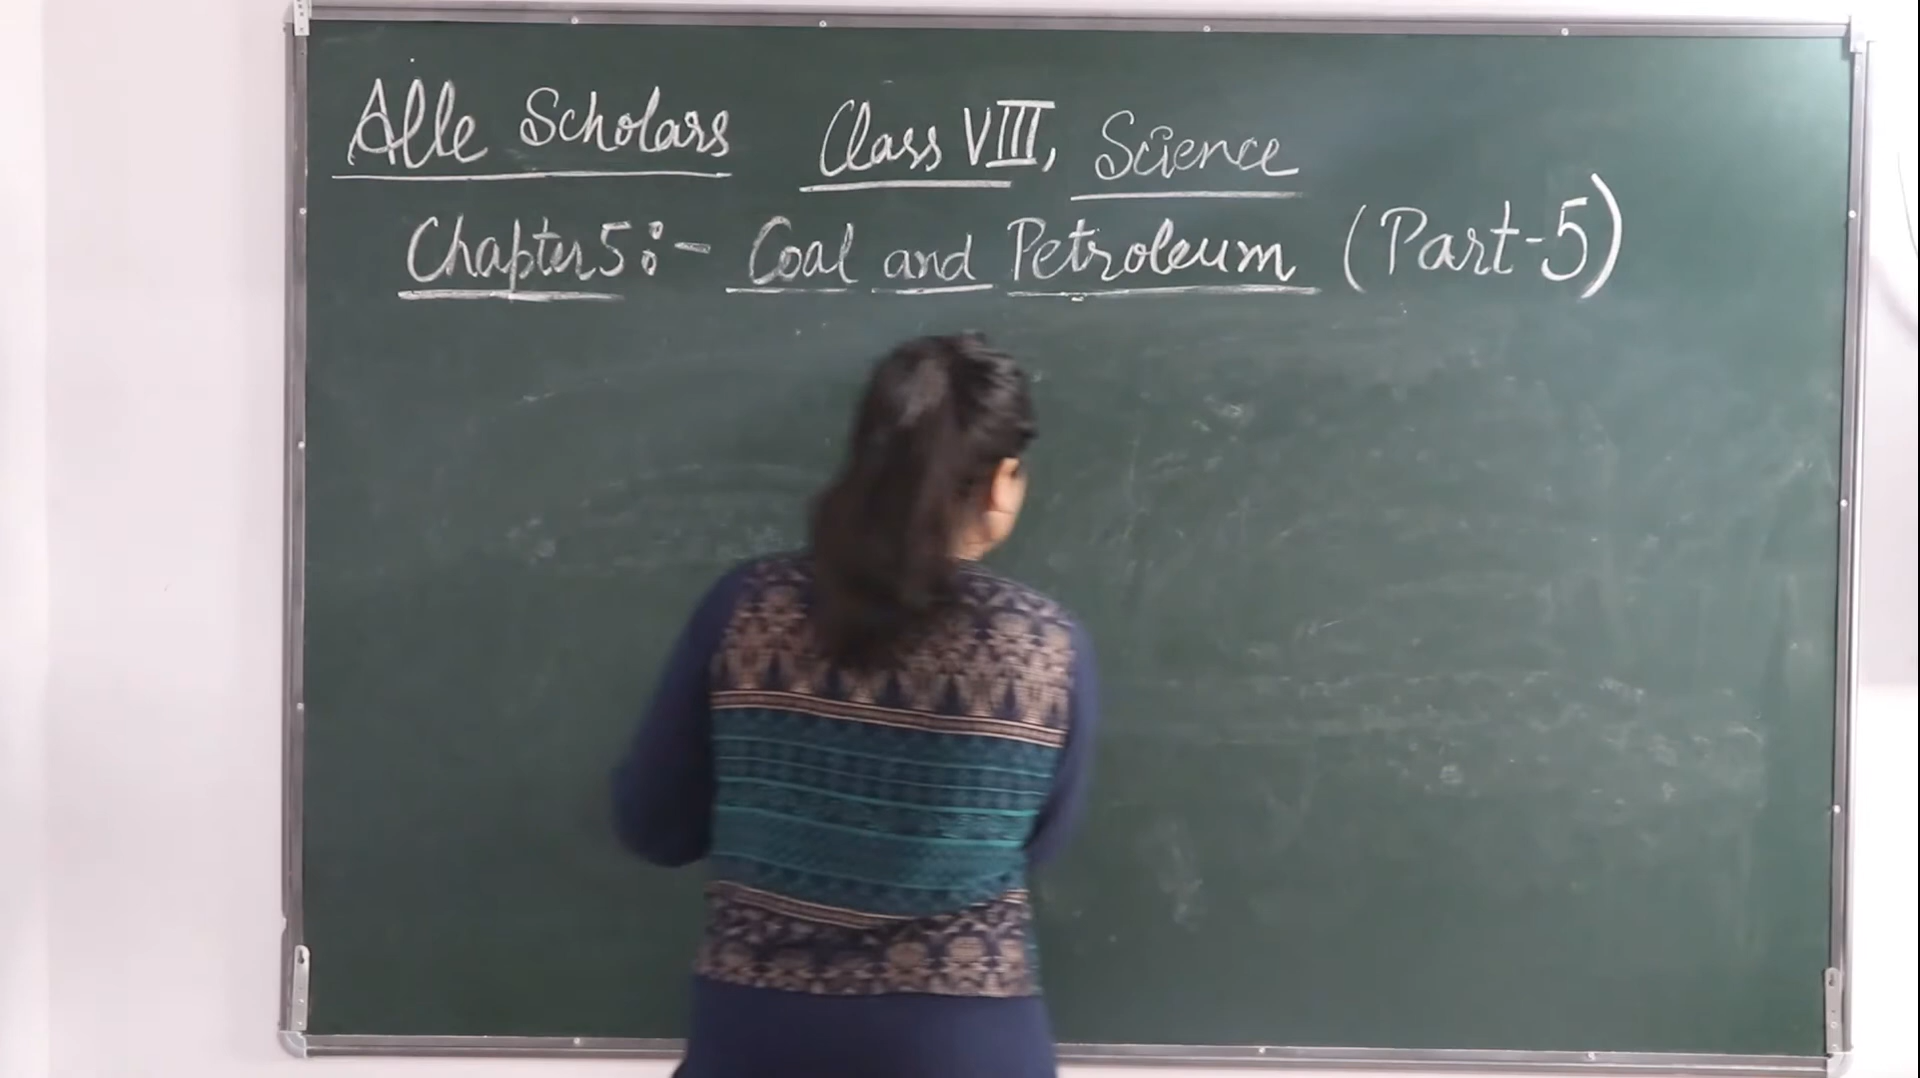 Alle Scholars Class VIII, Science
Chapter 5:- Coal and Petroleum (Part-5)